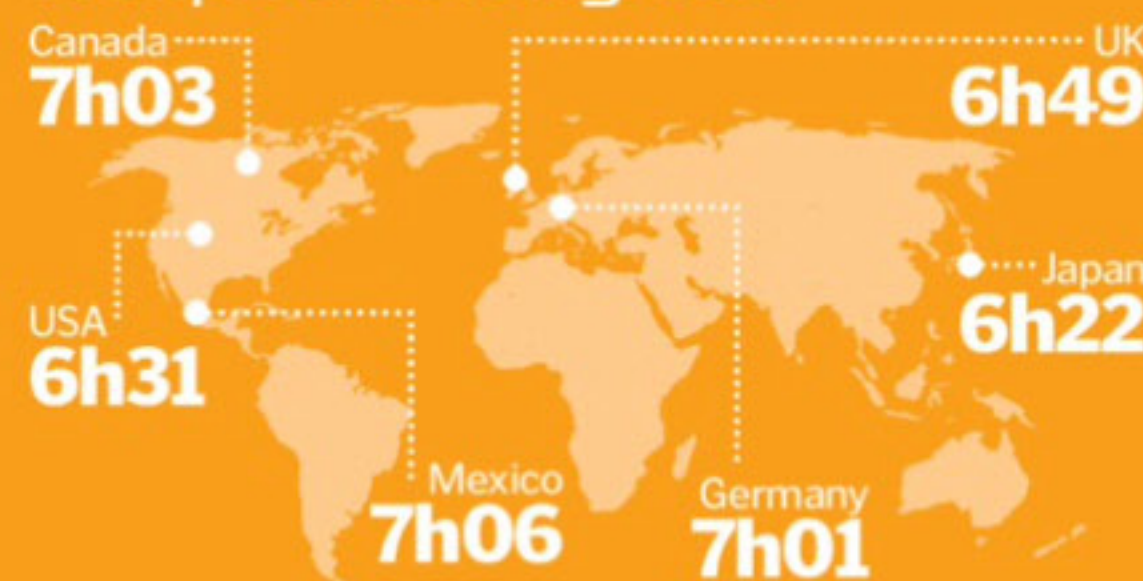 Canada
7h03
UK
6h49
Japan
6h22
USA
6h31
Mexico
7h06
Germany
7h01